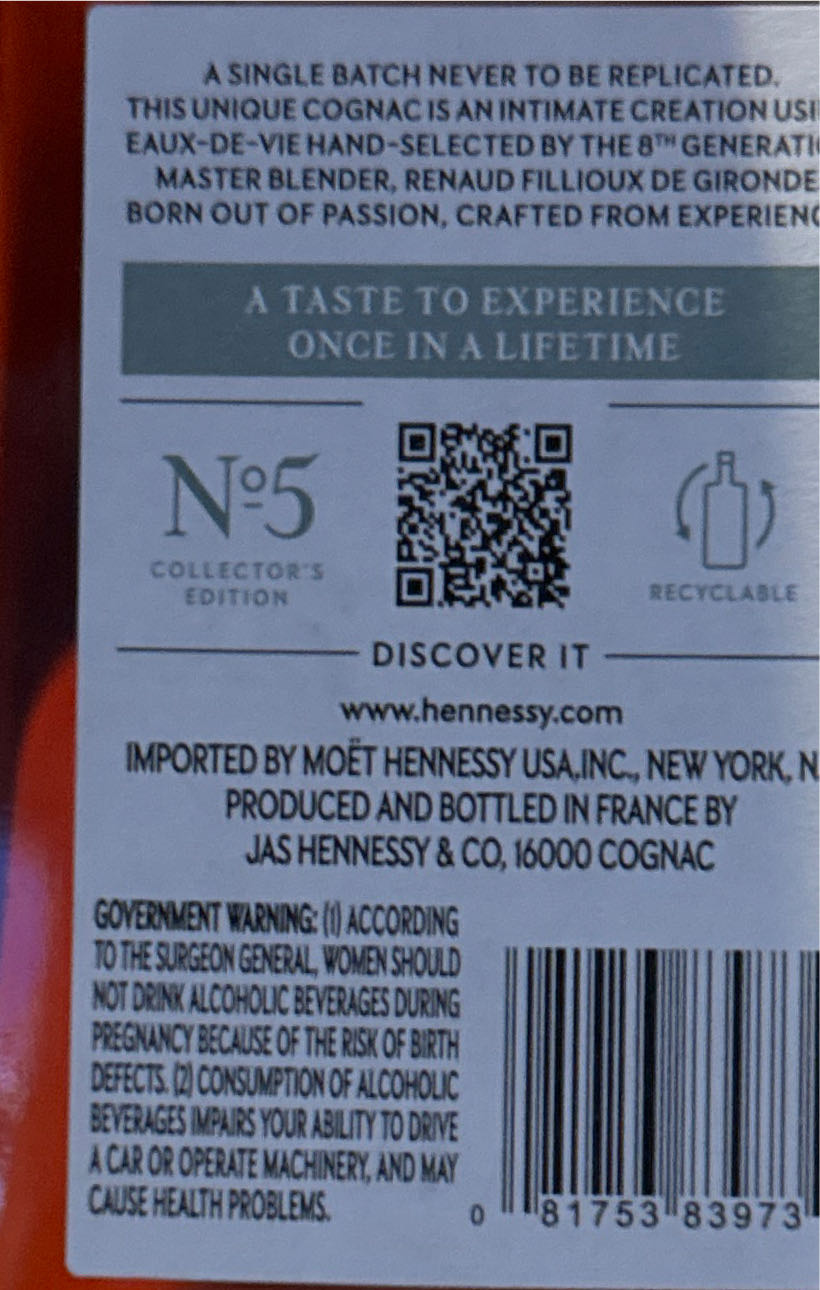 A SINGLE BATCH NEVER TO BE REPLICATED.
THIS UNIQUE COGNAC IS AN INTIMATE CREATION USI
EAUX-DE-VIE HAND-SELECTED BY THE 8TH GENERATI
MASTER BLENDER, RENAUD FILLIOUX DE GIRONDE
BORN OUT OF PASSION, CRAFTED FROM EXPERIENC
A TASTE TO EXPERIENCE
ONCE IN A LIFETIME
Nº5
COLLECTOR'S
EDITION
RECYCLABLE
DISCOVER IT
www.hennessy.com
IMPORTED BY MOËT HENNESSY USA,INC., NEW YORK, N
PRODUCED AND BOTTLED IN FRANCE BY
JAS HENNESSY & CO, 16000 COGNAC
GOVERNMENT WARNING: (1) ACCORDING
TO THE SURGEON GENERAL, WOMEN SHOULD
NOT DRINK ALCOHOLIC BEVERAGES DURING
PREGNANCY BECAUSE OF THE RISK OF BIRTH
DEFECTS. (2) CONSUMPTION OF ALCOHOLIC
BEVERAGES IMPAIRS YOUR ABILITY TO DRIVE
A CAR OR OPERATE MACHINERY, AND MAY
CAUSE HEALTH PROBLEMS.
0 81753 83973